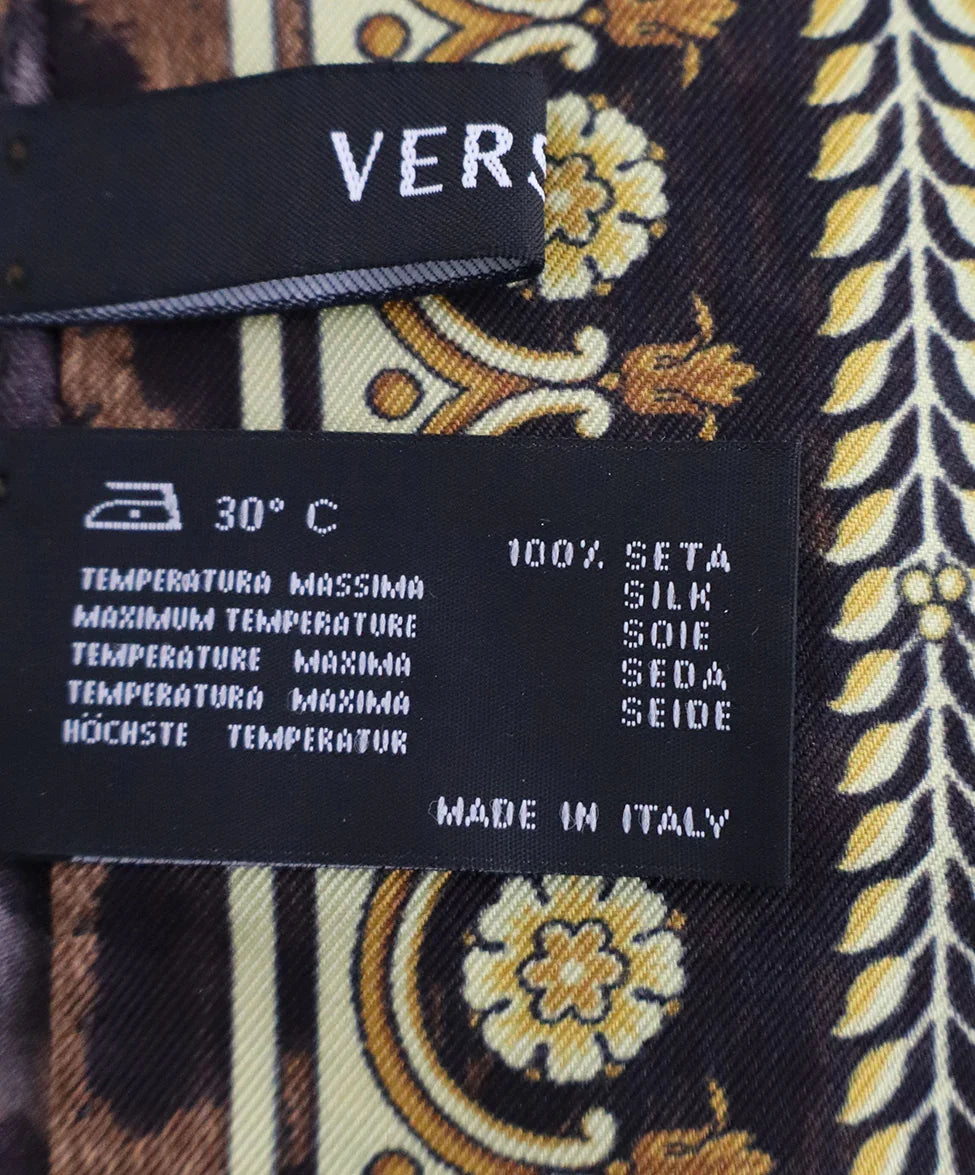 VERS
30° C
TEMPERATURA MASSIMA
MAXIMUM TEMPERATURE
TEMPERATURE MAXIMA
TEMPERATURA MAXIMA
HÖCHSTE TEMPERATUR
100% SETA
SILK
SOIE
SEDA
SEIDE
MADE IN ITALY